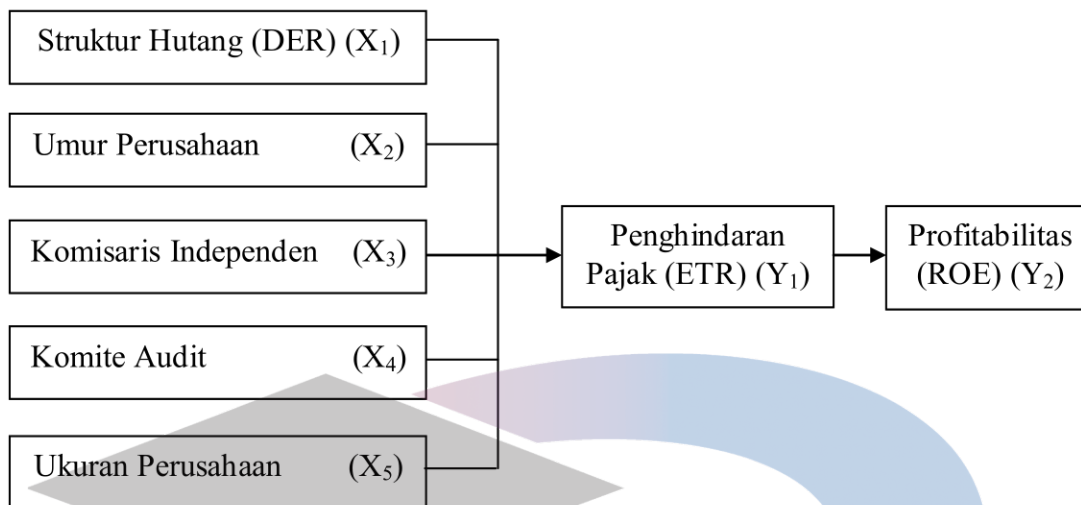 Struktur Hutang (DER) (X₁)
Umur Perusahaan (X₂)
Komisaris Independen (X₃)
Komite Audit (X₄)
Ukuran Perusahaan (X₅)
Penghindaran
Pajak (ETR) (Y₁)
Profitabilitas
(ROE) (Y₂)